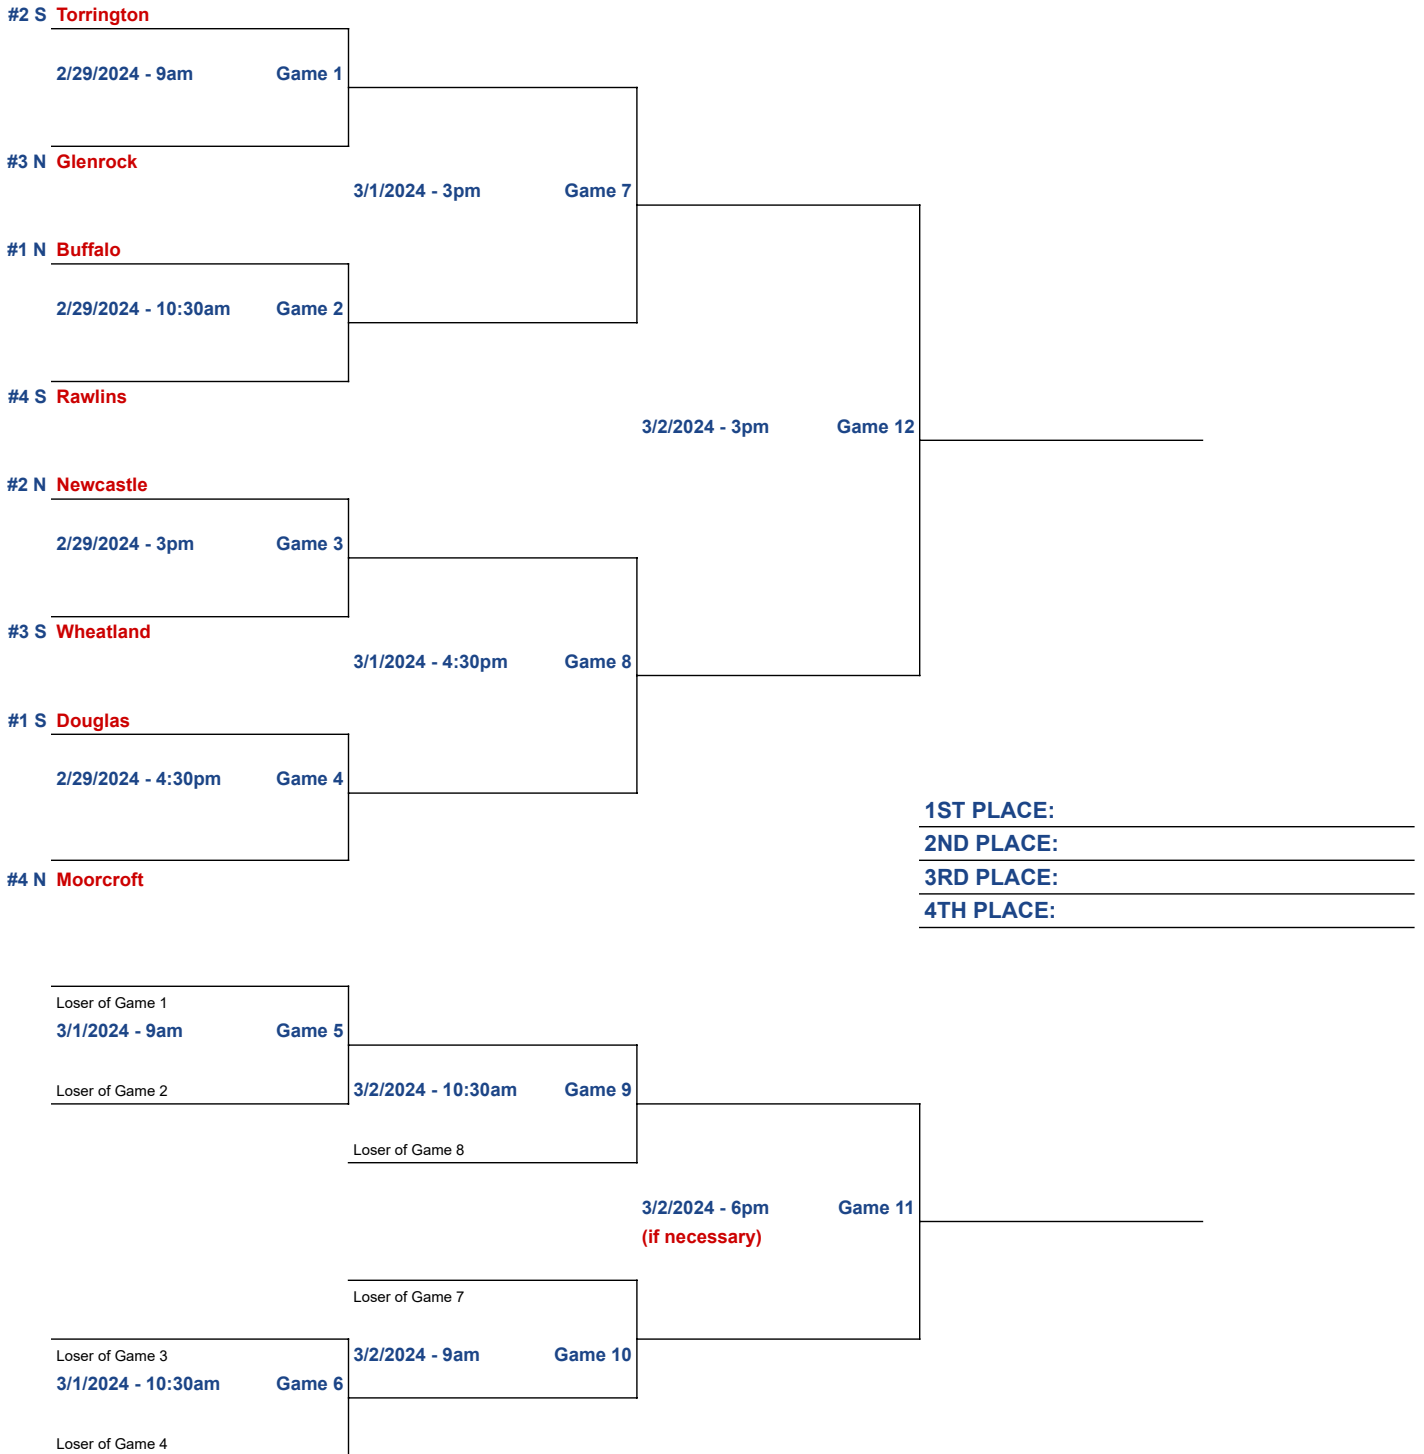 #2 S Torrington
2/29/2024 - 9am Game 1
#3 N Glenrock
3/1/2024 - 3pm Game 7
#1 N Buffalo
2/29/2024 - 10:30am Game 2
#4 S Rawlins
3/2/2024 - 3pm Game 12
#2 N Newcastle
2/29/2024 - 3pm Game 3
#3 S Wheatland
3/1/2024 - 4:30pm Game 8
#1 S Douglas
2/29/2024 - 4:30pm Game 4
1ST PLACE:
2ND PLACE:
#4 N Moorcroft
3RD PLACE:
4TH PLACE:
Loser of Game 1
3/1/2024 - 9am Game 5
Loser of Game 2
3/2/2024 - 10:30am Game 9
Loser of Game 8
3/2/2024 - 6pm Game 11
(if necessary)
Loser of Game 7
Loser of Game 3
3/2/2024 - 9am Game 10
3/1/2024 - 10:30am Game 6
Loser of Game 4